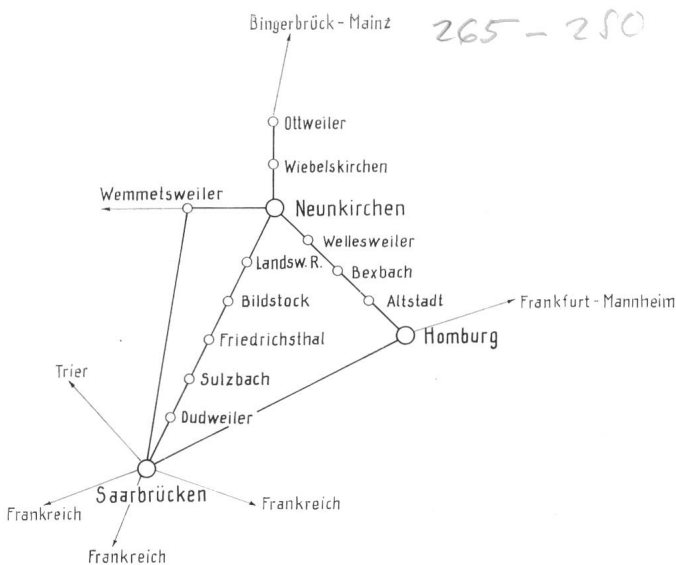 Bingerbrück-Mainz
265 - 280
Ottweiler
Wiebelskirchen
Wemmetsweiler
Neunkirchen
Wellesweiler
Landsw. R.
Bexbach
Bildstock
Altstadt
Frankfurt-Mannheim
Friedrichsthal
Homburg
Trier
Sulzbach
Dudweiler
Saarbrücken
Frankreich
Frankreich
Frankreich